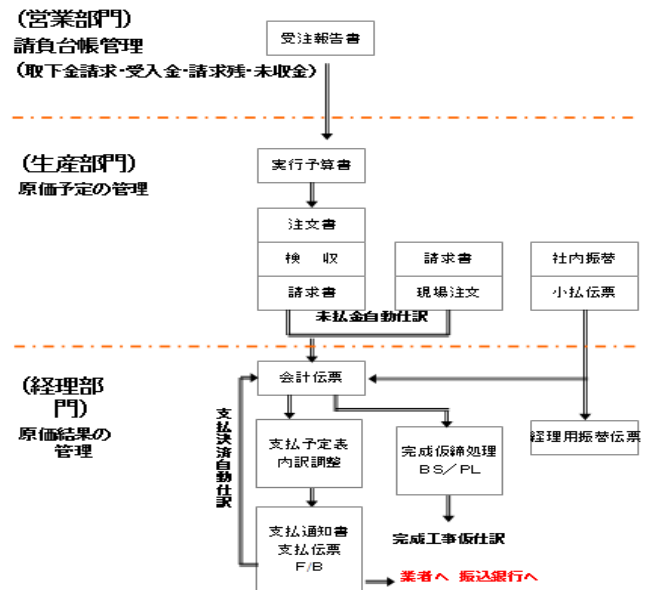 (営業部門)
請負台帳管理
(取下金請求・受入金・請求残・未収金)
受注報告書
(生産部門)
原価予定の管理
実行予算書
注文書
検 収
請求書
請求書
現場注文
社内振替
小払伝票
未払金自動仕訳
(経理部
門)
原価結果の
管理
会計伝票
支払決済自動仕訳
支払予定表
内訳調整
完成仮締処理
BS/PL
経理用振替伝票
完成工事仮仕訳
支払通知書
支払伝票
F/B
業者へ 振込銀行へ